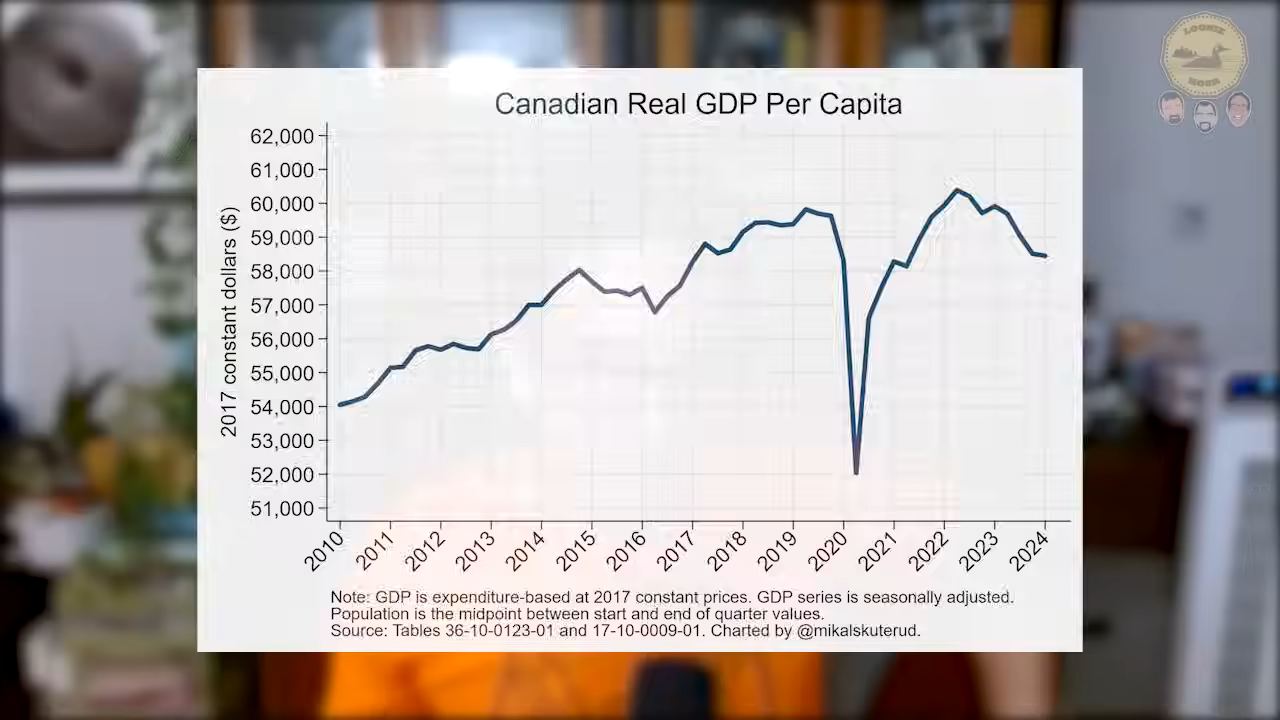 LOONIE
HOUR
Canadian Real GDP Per Capita
2017 constant dollars ($)
62,000
61,000
60,000
59,000
58,000
57,000
56,000
55,000
54,000
53,000
52,000
51,000
2010 2011 2012 2013 2014 2015 2016 2017 2018 2019 2020 2021 2022 2023 2024
Note: GDP is expenditure-based at 2017 constant prices. GDP series is seasonally adjusted.
Population is the midpoint between start and end of quarter values.
Source: Tables 36-10-0123-01 and 17-10-0009-01. Charted by @mikalskuterud.